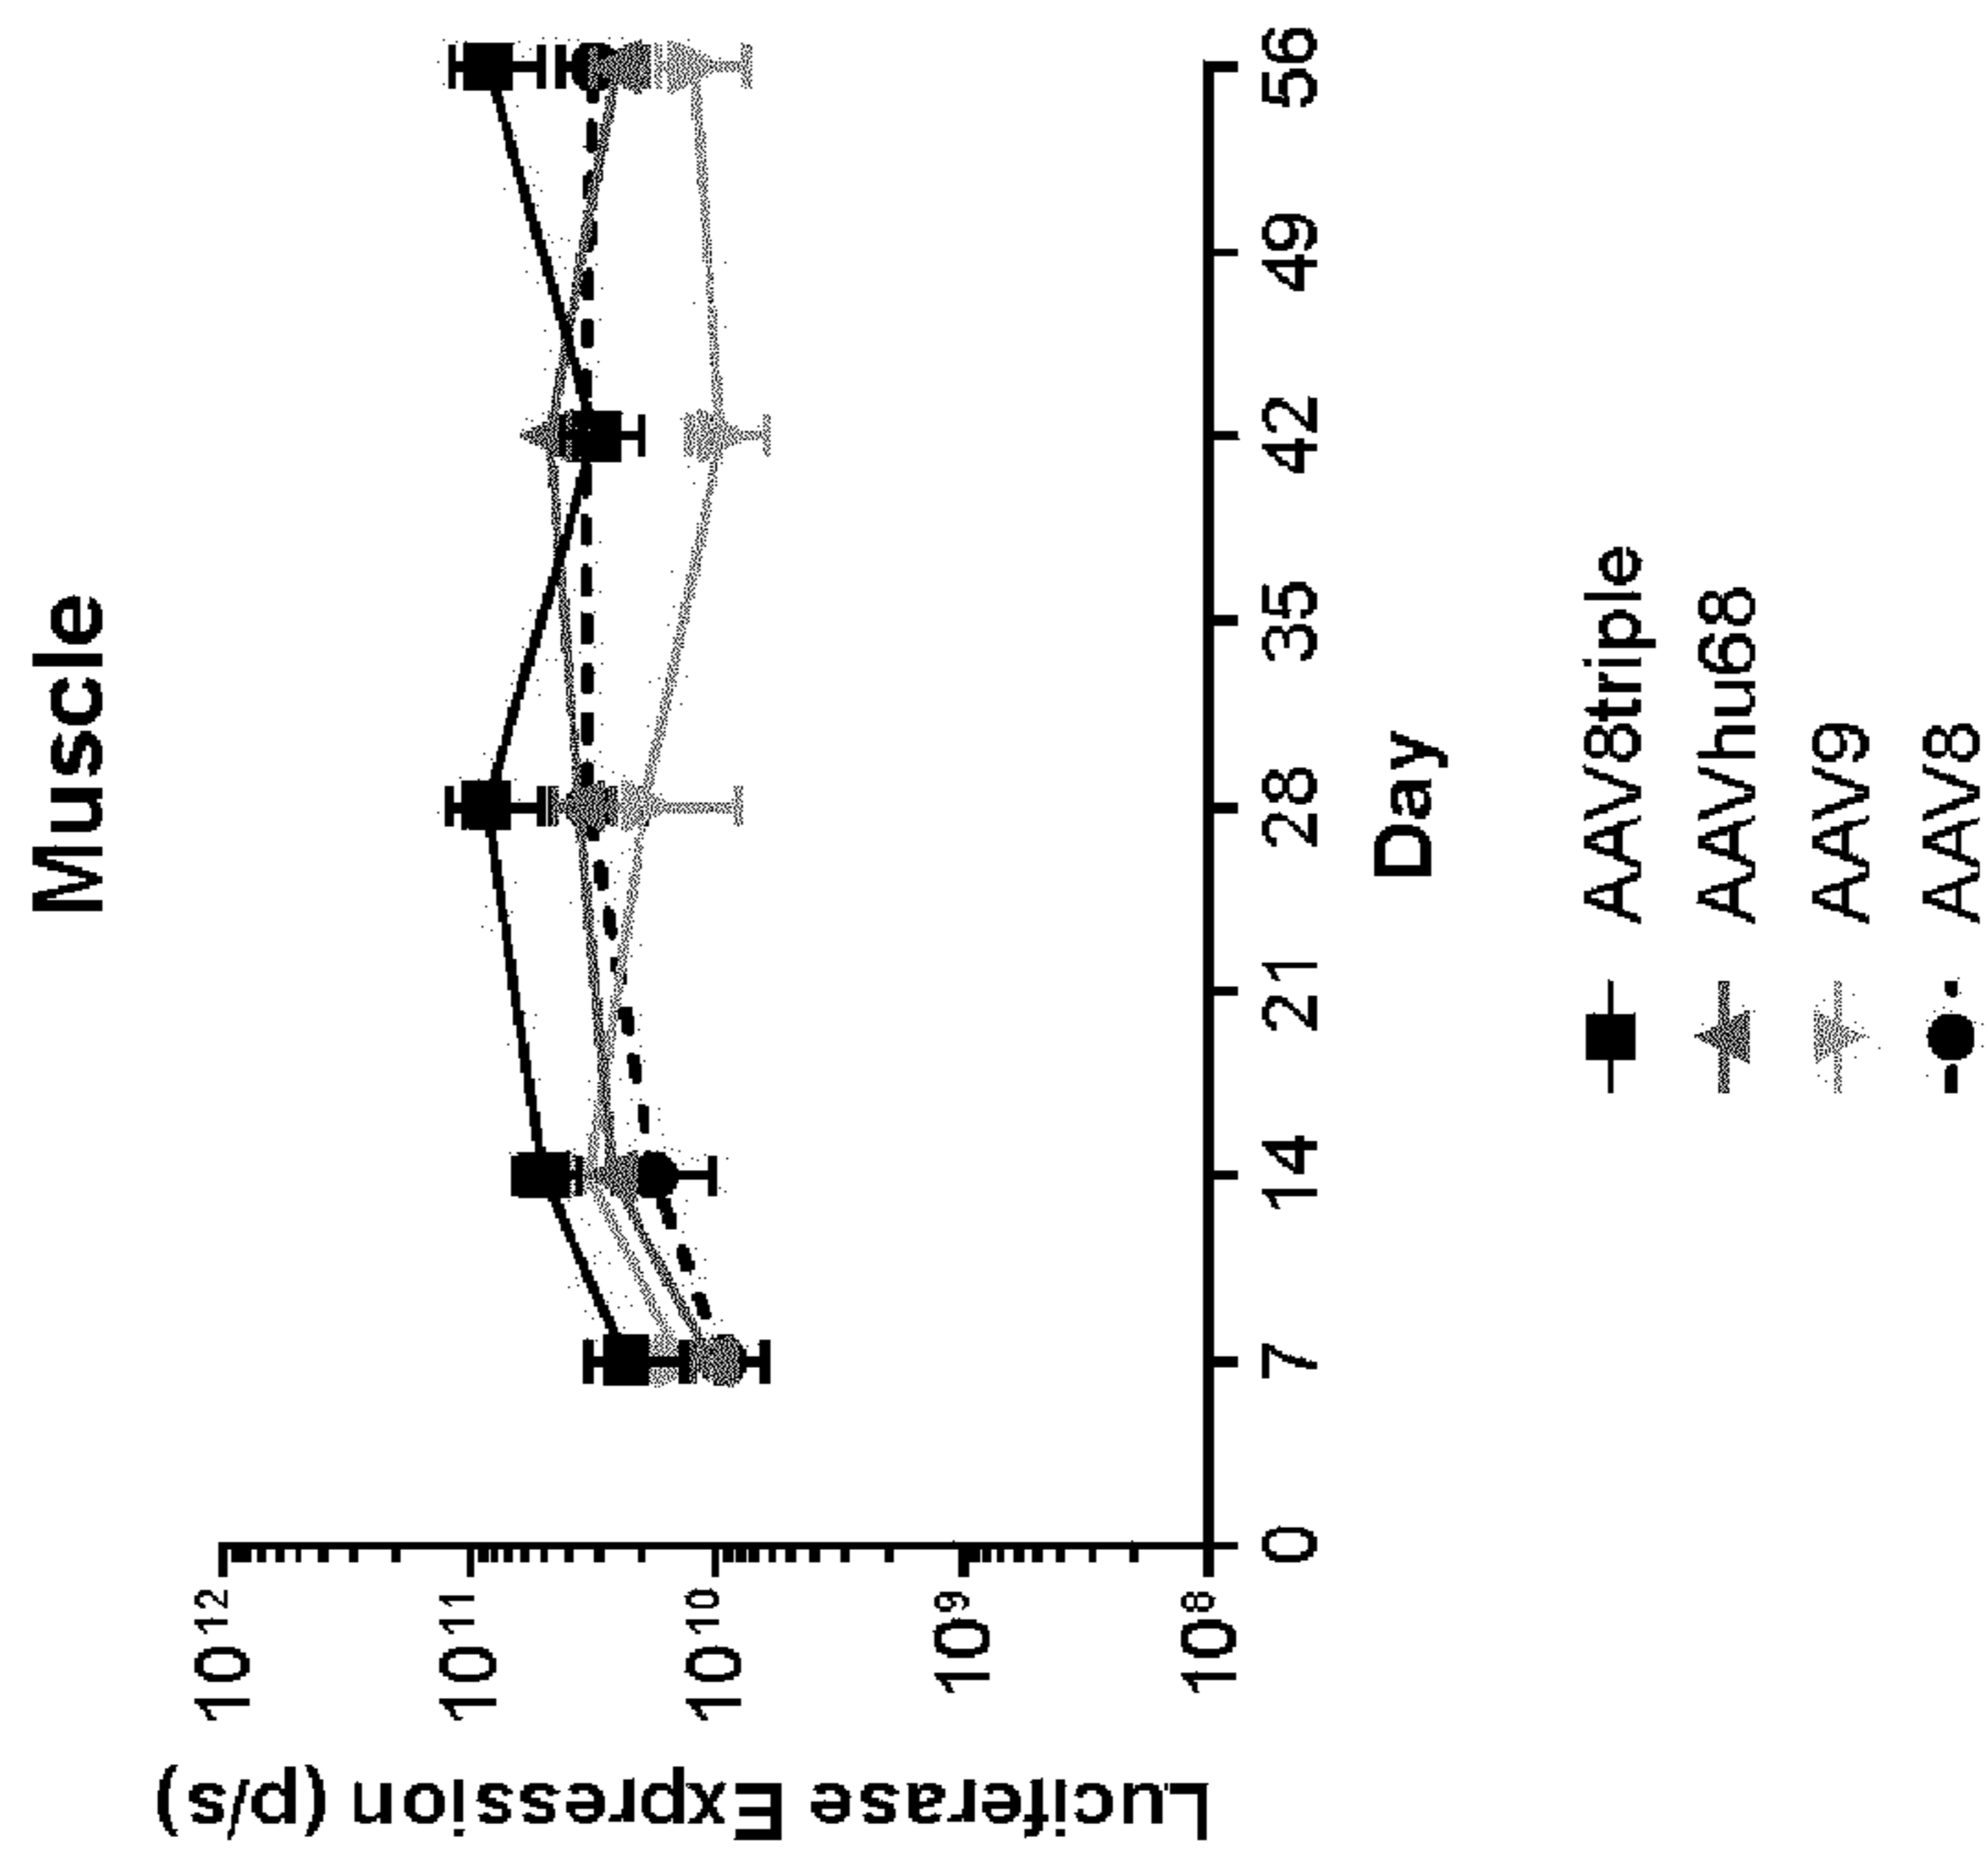 Muscle
Luciferase Expression (p/s)
10¹²
10¹¹
10¹⁰
10⁹
10⁸
0 7 14 21 28 35 42 49 56
Day
AAV8triple
AAVhu68
AAV9
AAV8